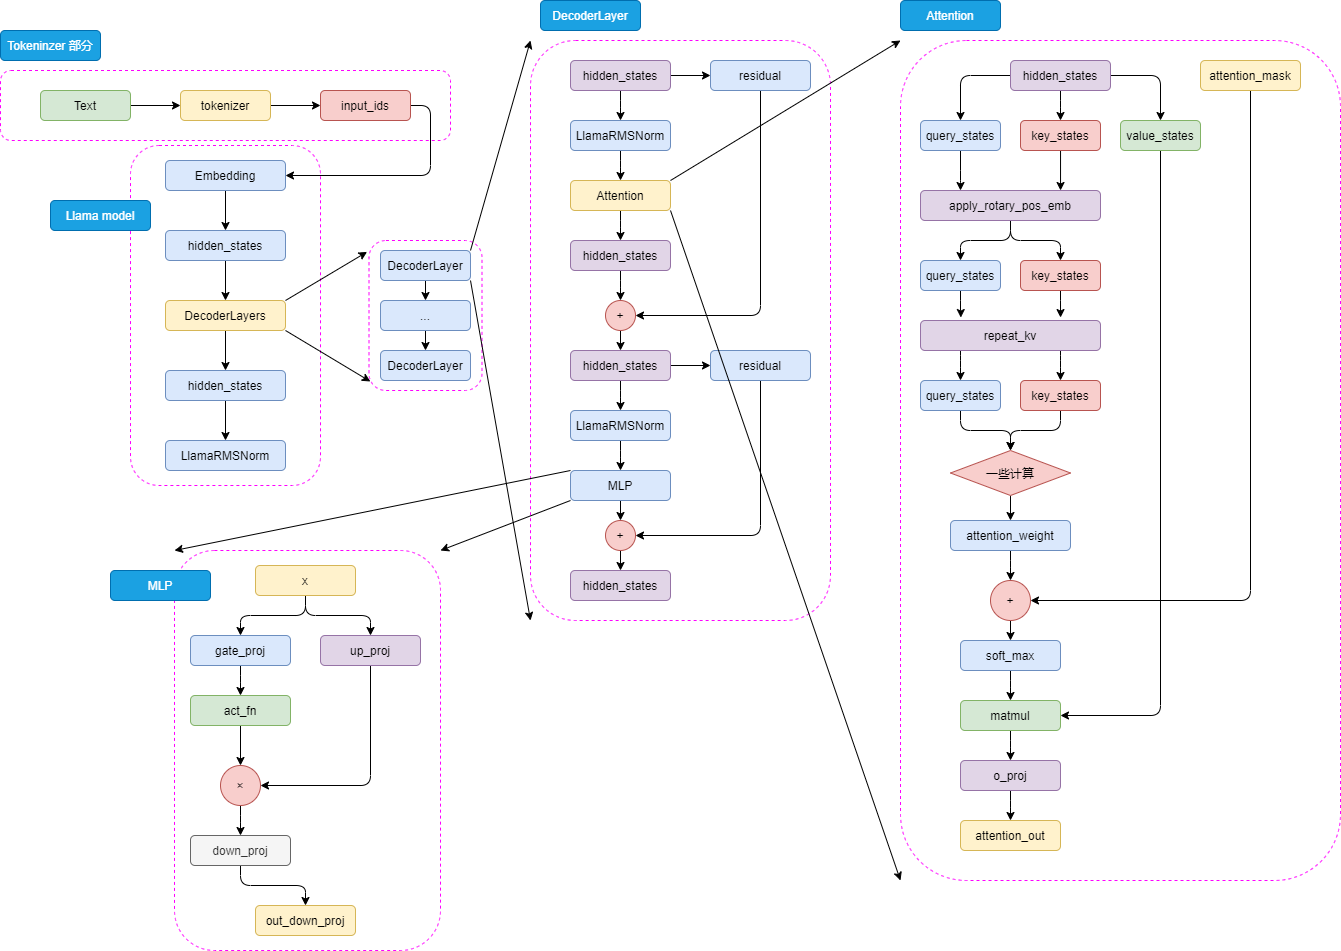 Tokeninzer 部分
Text
tokenizer
input_ids
Llama model
Embedding
hidden_states
DecoderLayers
hidden_states
LlamaRMSNorm
DecoderLayer
...
DecoderLayer
DecoderLayer
hidden_states
residual
LlamaRMSNorm
Attention
hidden_states
+
hidden_states
residual
LlamaRMSNorm
MLP
+
hidden_states
MLP
x
gate_proj
up_proj
act_fn
×
down_proj
out_down_proj
Attention
hidden_states
attention_mask
query_states
key_states
value_states
apply_rotary_pos_emb
query_states
key_states
repeat_kv
query_states
key_states
一些计算
attention_weight
+
soft_max
matmul
o_proj
attention_out